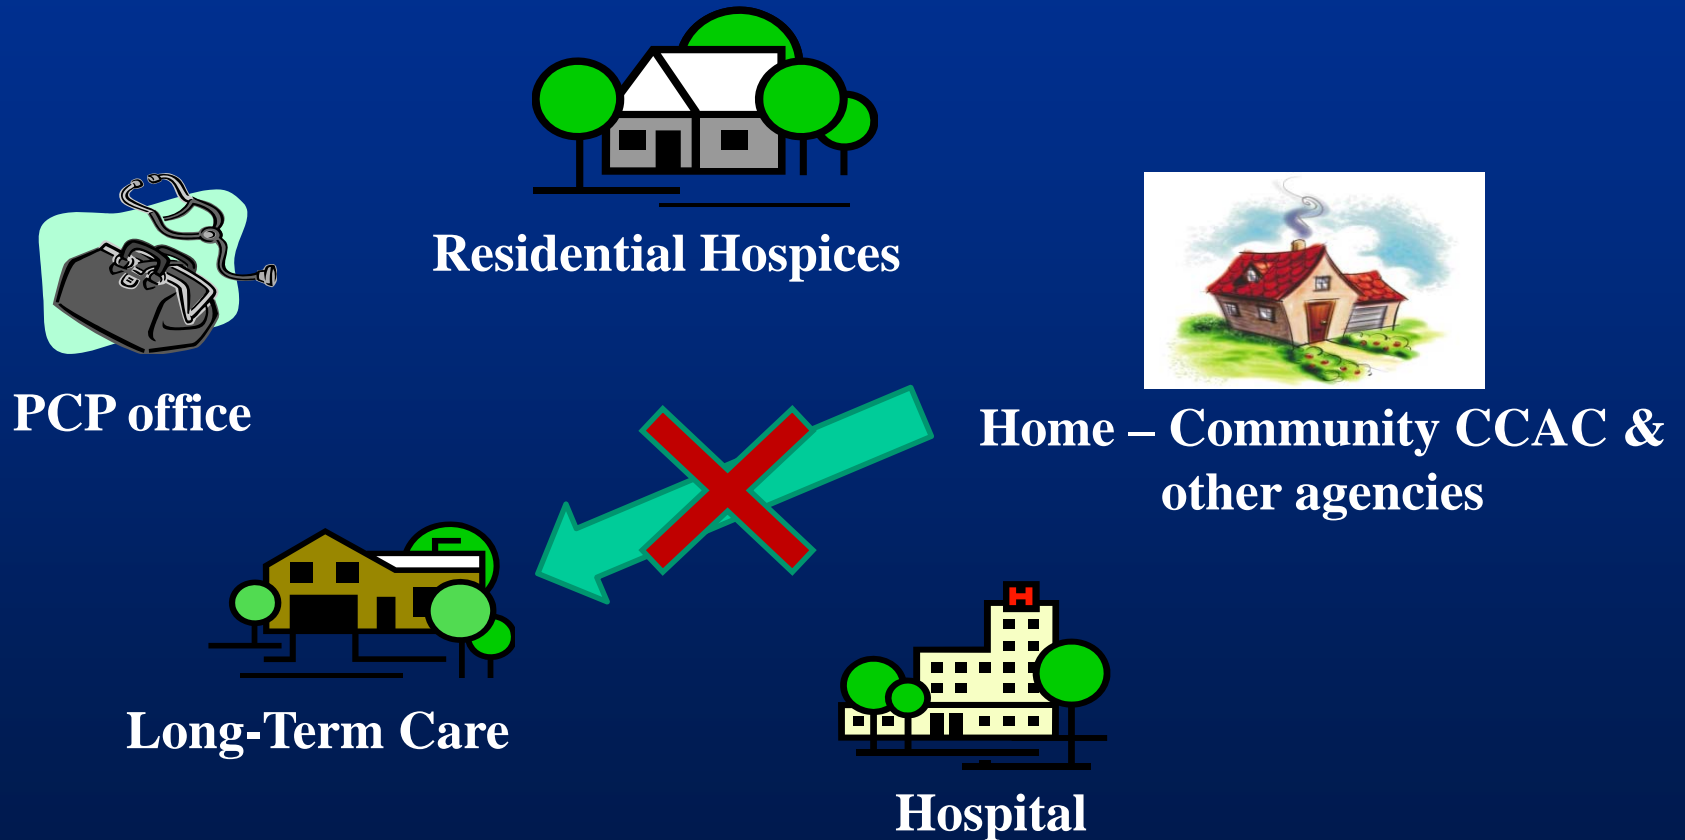 Residential Hospices
PCP office
Home – Community CCAC &
other agencies
Long-Term Care
H
Hospital